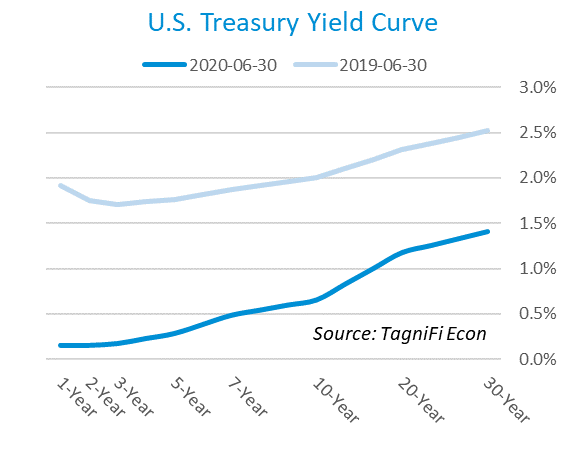 U.S. Treasury Yield Curve
2020-06-30 2019-06-30
3.0%
2.5%
2.0%
1.5%
1.0%
0.5%
Source: TagniFi Econ
0.0%
1-Year 2-Year 3-Year 5-Year 7-Year 10-Year 20-Year 30-Year